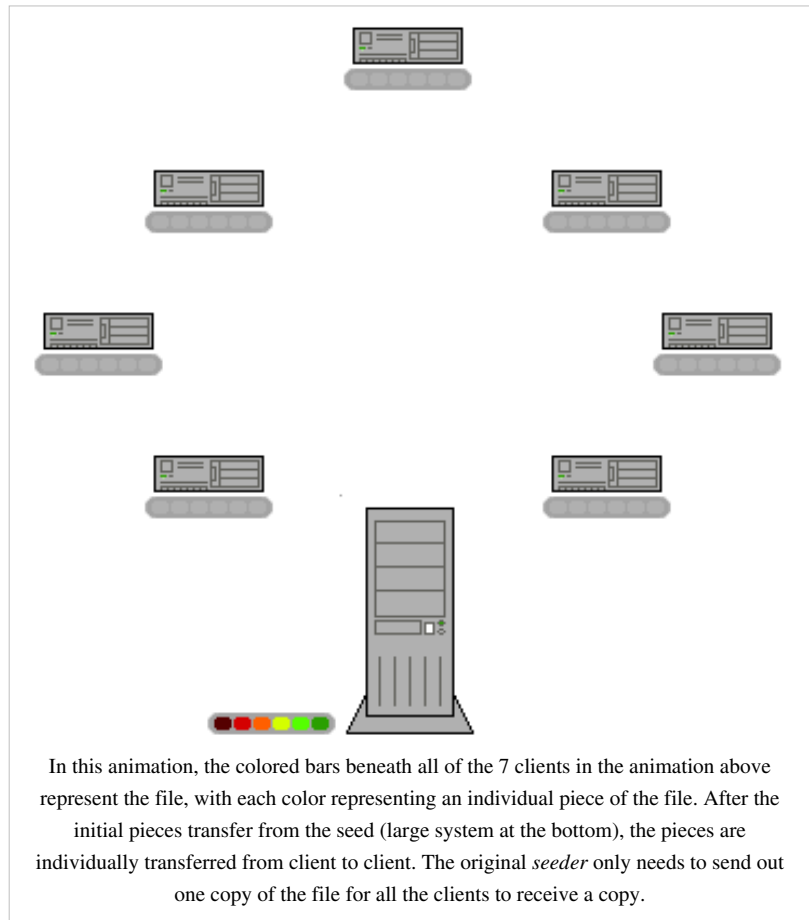 In this animation, the colored bars beneath all of the 7 clients in the animation above
represent the file, with each color representing an individual piece of the file. After the
initial pieces transfer from the seed (large system at the bottom), the pieces are
individually transferred from client to client. The original seeder only needs to send out
one copy of the file for all the clients to receive a copy.